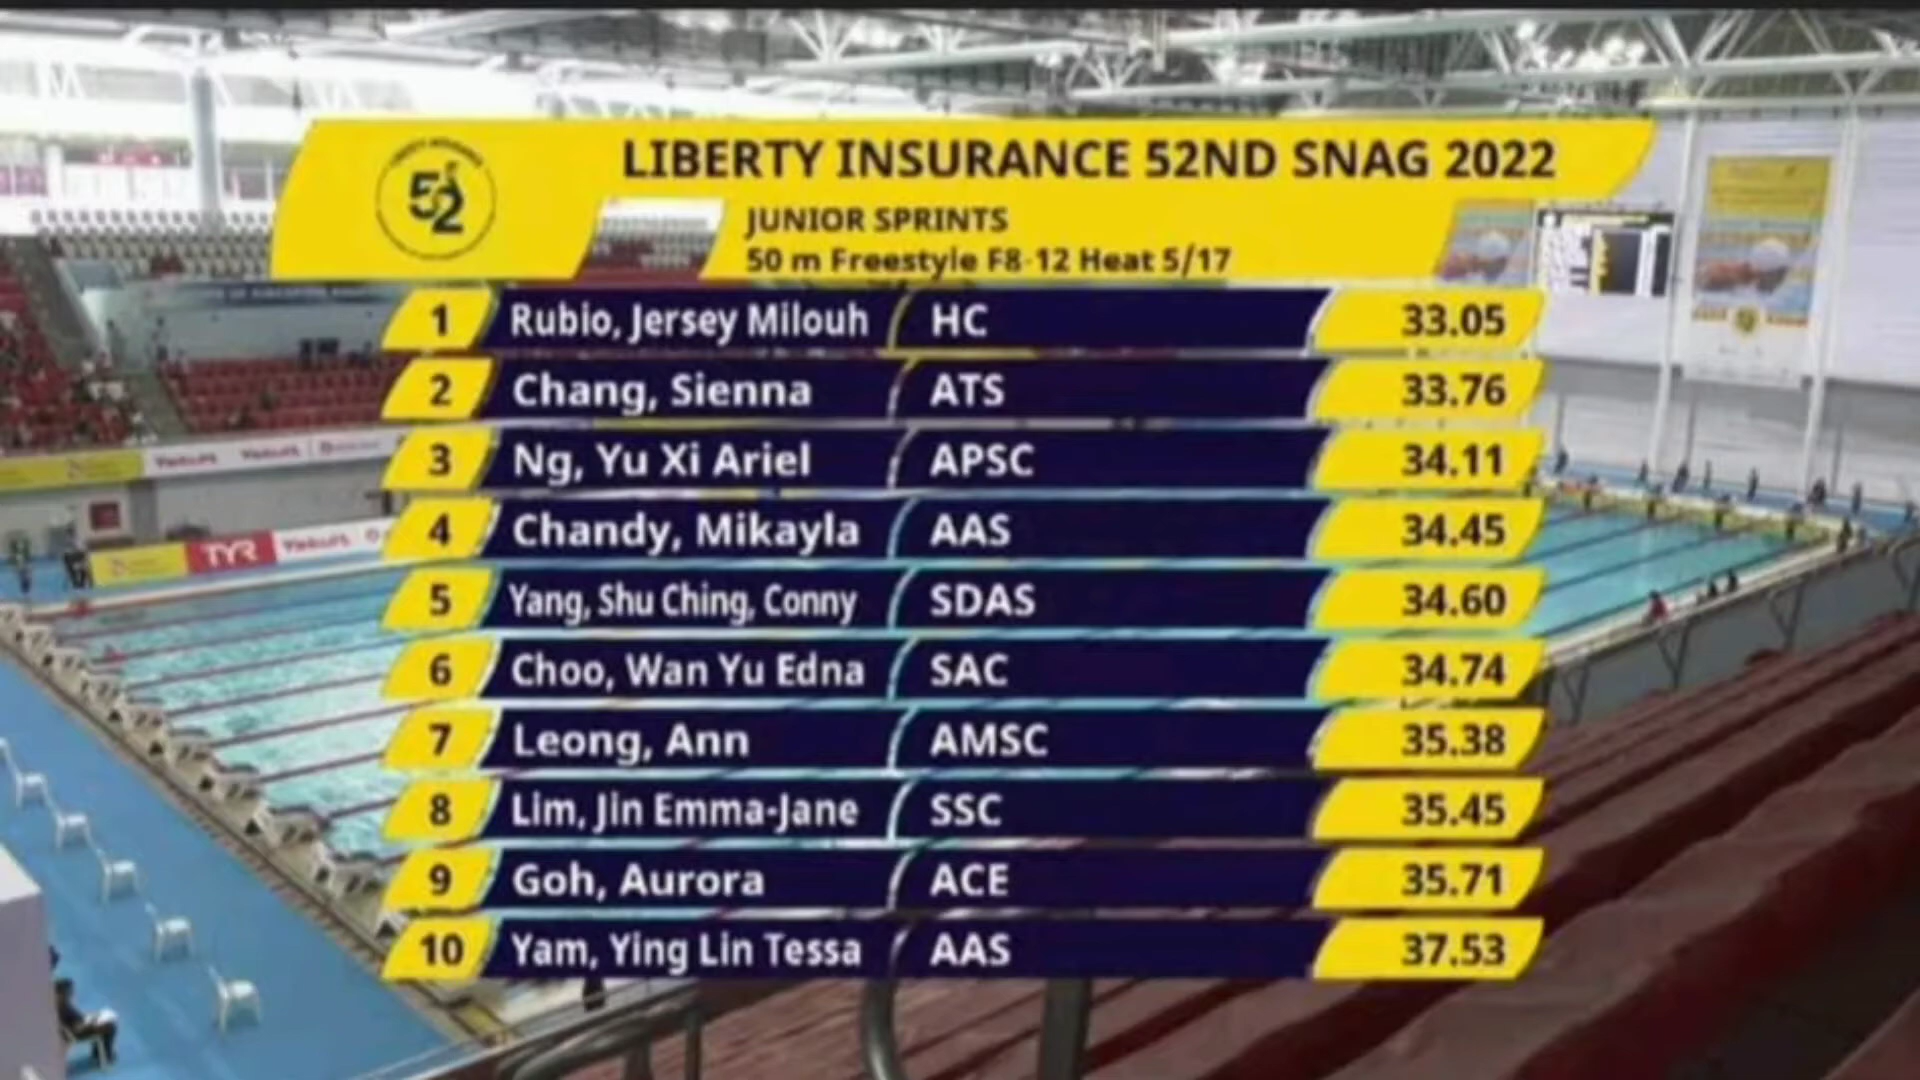 LIBERTY INSURANCE 52ND SNAG 2022
52
JUNIOR SPRINTS
50 m Freestyle F8-12 Heat 5/17
1 Rubio, Jersey Milouh HC 33.05
2 Chang, Sienna ATS 33.76
3 Ng, Yu Xi Ariel APSC 34.11
4 Chandy, Mikayla AAS 34.45
5 Yang, Shu Ching, Conny SDAS 34.60
6 Choo, Wan Yu Edna SAC 34.74
7 Leong, Ann AMSC 35.38
8 Lim, Jin Emma-Jane SSC 35.45
9 Goh, Aurora ACE 35.71
10 Yam, Ying Lin Tessa AAS 37.53
TYR